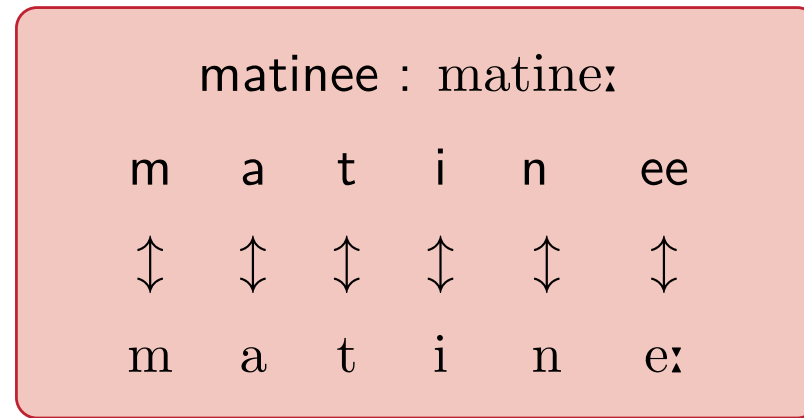 matinee : matineː
m a t i n ee
↕ ↕ ↕ ↕ ↕ ↕
m a t i n eː